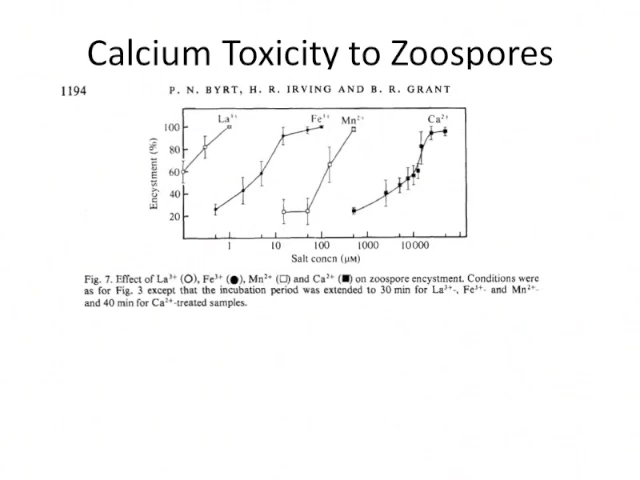 Calcium Toxicity to Zoospores
1194 P. N. BYRT, H. R. IRVING AND B. R. GRANT
La³⁺ Fe³⁺ Mn²⁺ Ca²⁺
100
80
60
40
20
Encystment (%)
1 10 100 1000 10000
Salt concn (µM)
Fig. 7. Effect of La³⁺ (○), Fe³⁺ (●), Mn²⁺ (□) and Ca²⁺ (■) on zoospore encystment. Conditions were
as for Fig. 3 except that the incubation period was extended to 30 min for La³⁺-, Fe³⁺- and Mn²⁺-
and 40 min for Ca²⁺-treated samples.